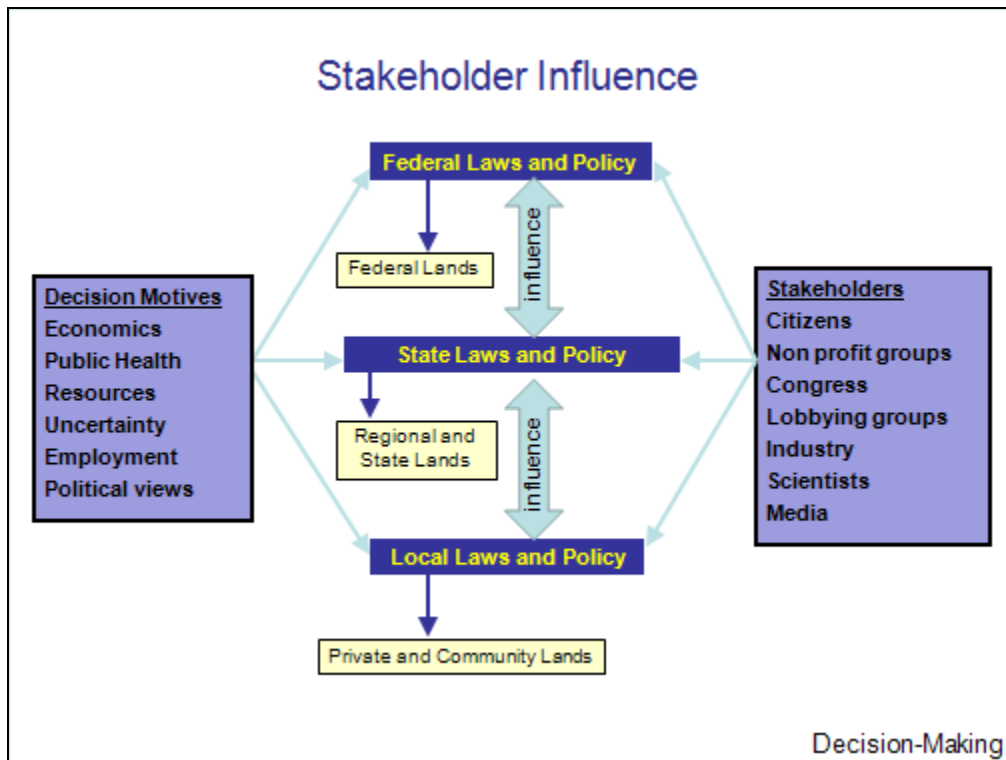 Stakeholder Influence
Federal Laws and Policy
influence
Federal Lands
Decision Motives
Economics
Public Health
Resources
Uncertainty
Employment
Political views
State Laws and Policy
Regional and
State Lands
influence
Stakeholders
Citizens
Non profit groups
Congress
Lobbying groups
Industry
Scientists
Media
Local Laws and Policy
Private and Community Lands
Decision-Making